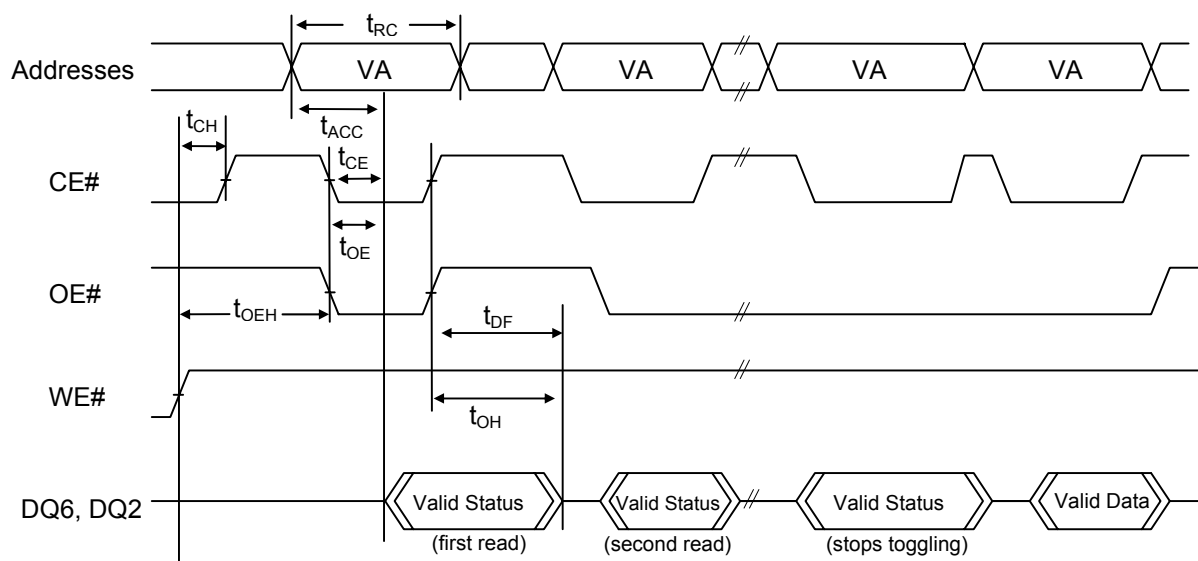 tRC
Addresses VA VA VA VA
tCH tACC
tCE
CE#
tOE
OE#
tOEH tDF
WE#
tOH
DQ6, DQ2 Valid Status Valid Status Valid Status Valid Data
(first read) (second read) (stops toggling)